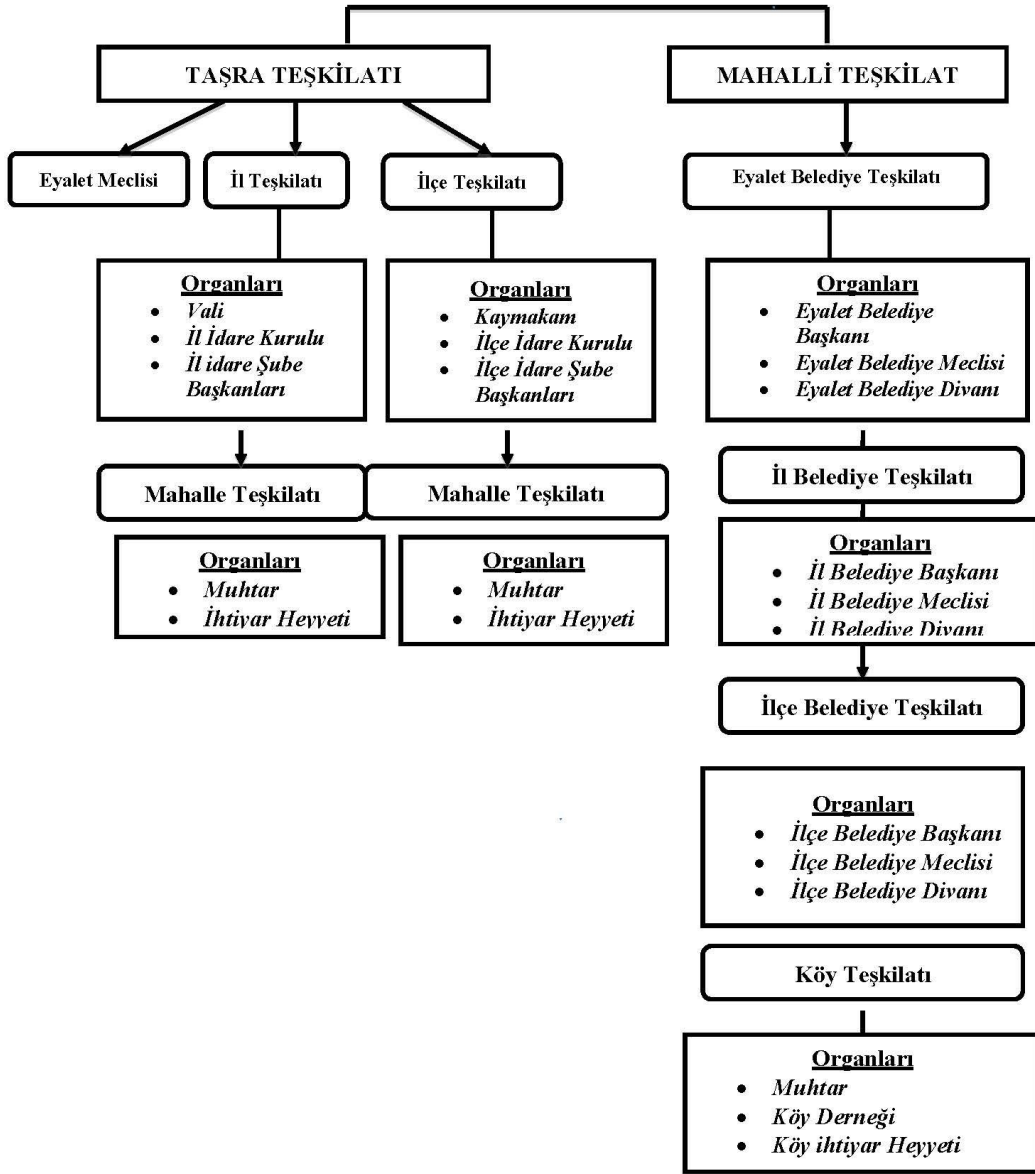 TAŞRA TEŞKİLATI
MAHALLİ TEŞKİLAT
Eyalet Meclisi
İl Teşkilatı
İlçe Teşkilatı
Eyalet Belediye Teşkilatı
Organları
• Vali
• İl İdare Kurulu
• İl idare Şube
Başkanları
Organları
• Kaymakam
• İlçe İdare Kurulu
• İlçe İdare Şube
Başkanları
Organları
• Eyalet Belediye
Başkanı
• Eyalet Belediye Meclisi
• Eyalet Belediye Divanı
Mahalle Teşkilatı
Mahalle Teşkilatı
İl Belediye Teşkilatı
Organları
• Muhtar
• İhtiyar Heyyeti
Organları
• Muhtar
• İhtiyar Heyyeti
Organları
• İl Belediye Başkanı
• İl Belediye Meclisi
• İl Belediye Divanı
İlçe Belediye Teşkilatı
Organları
• İlçe Belediye Başkanı
• İlçe Belediye Meclisi
• İlçe Belediye Divanı
Köy Teşkilatı
Organları
• Muhtar
• Köy Derneği
• Köy ihtiyar Heyyeti